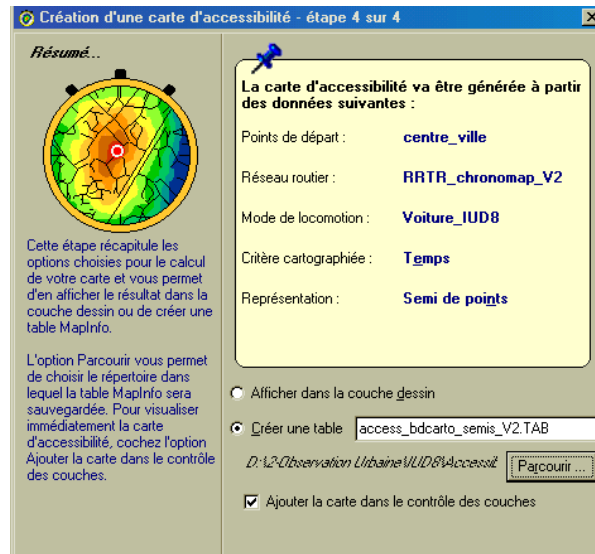 Création d'une carte d'accessibilité - étape 4 sur 4
Résumé...
Cette étape récapitule les
options choisies pour le calcul
de votre carte et vous permet
d'en afficher le résultat dans la
couche dessin ou de créer une
table MapInfo.
L'option Parcourir vous permet
de choisir le répertoire dans
lequel la table MapInfo sera
sauvegardée. Pour visualiser
immédiatement la carte
d'accessibilité, cochez l'option
Ajouter la carte dans le contrôle
des couches.
La carte d'accessibilité va être générée à partir
des données suivantes :
Points de départ : centre_ville
Réseau routier : RRTR_chronomap_V2
Mode de locomotion : Voiture_IUD8
Critère cartographiée : Temps
Représentation : Semi de points
Afficher dans la couche dessin
Créer une table access_bdcarto_semis_V2.TAB
D:\2-Observation Urbaine\IUD8\Accessit Parcourir ...
Ajouter la carte dans le contrôle des couches